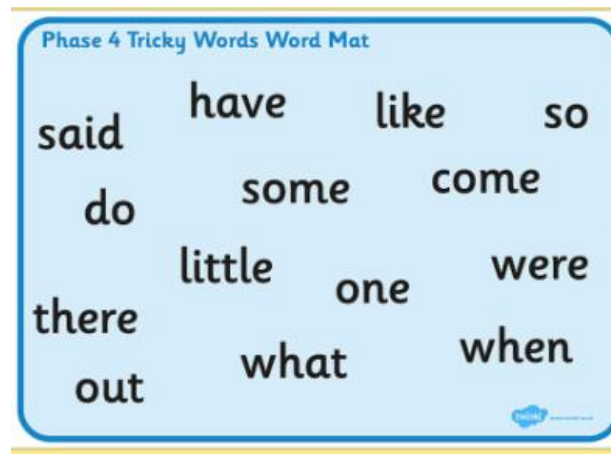 Phase 4 Tricky Words Word Mat
said have like so
do some come
little one were
there what when
out
twinkl